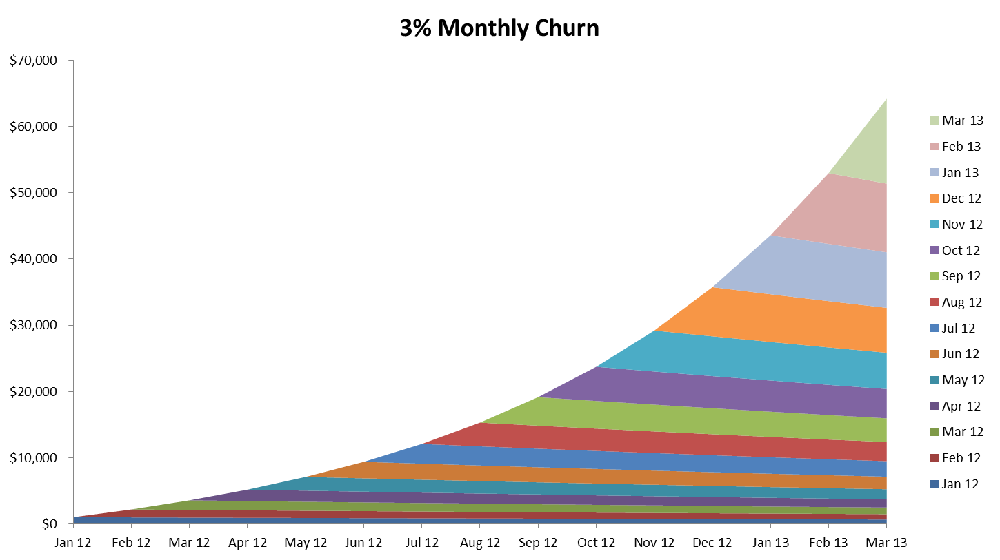 3% Monthly Churn
$70,000
$60,000
$50,000
$40,000
$30,000
$20,000
$10,000
$0
Jan 12 Feb 12 Mar 12 Apr 12 May 12 Jun 12 Jul 12 Aug 12 Sep 12 Oct 12 Nov 12 Dec 12 Jan 13 Feb 13 Mar 13
Mar 13
Feb 13
Jan 13
Dec 12
Nov 12
Oct 12
Sep 12
Aug 12
Jul 12
Jun 12
May 12
Apr 12
Mar 12
Feb 12
Jan 12